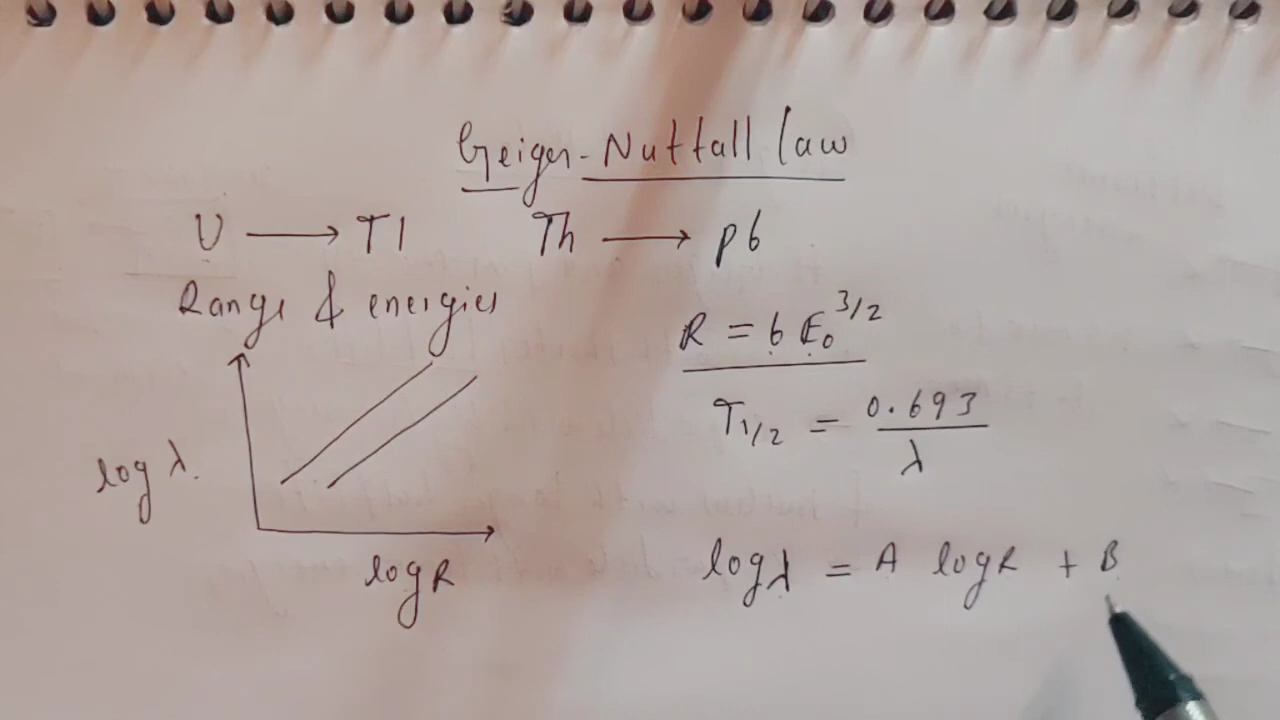 Geiger-Nuttall law
U → Tl Th → pb
Range & energies
R = b E₀^3/2
T1/2 = 0.693/λ
log λ.
log R
log λ = A log R + B